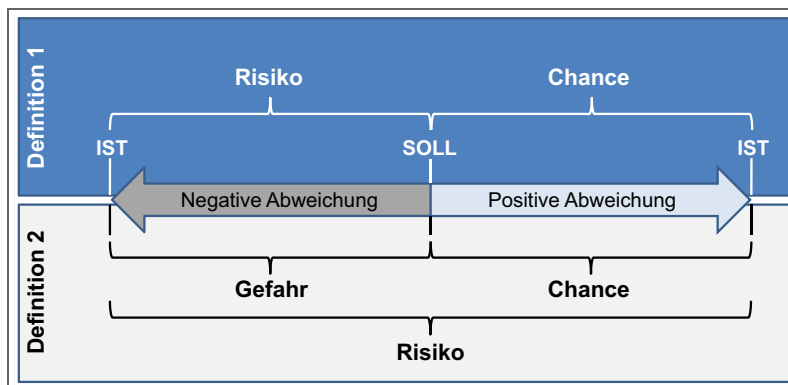 Definition 1
Risiko
Chance
IST
SOLL
IST
Negative Abweichung
Positive Abweichung
Definition 2
Gefahr
Chance
Risiko